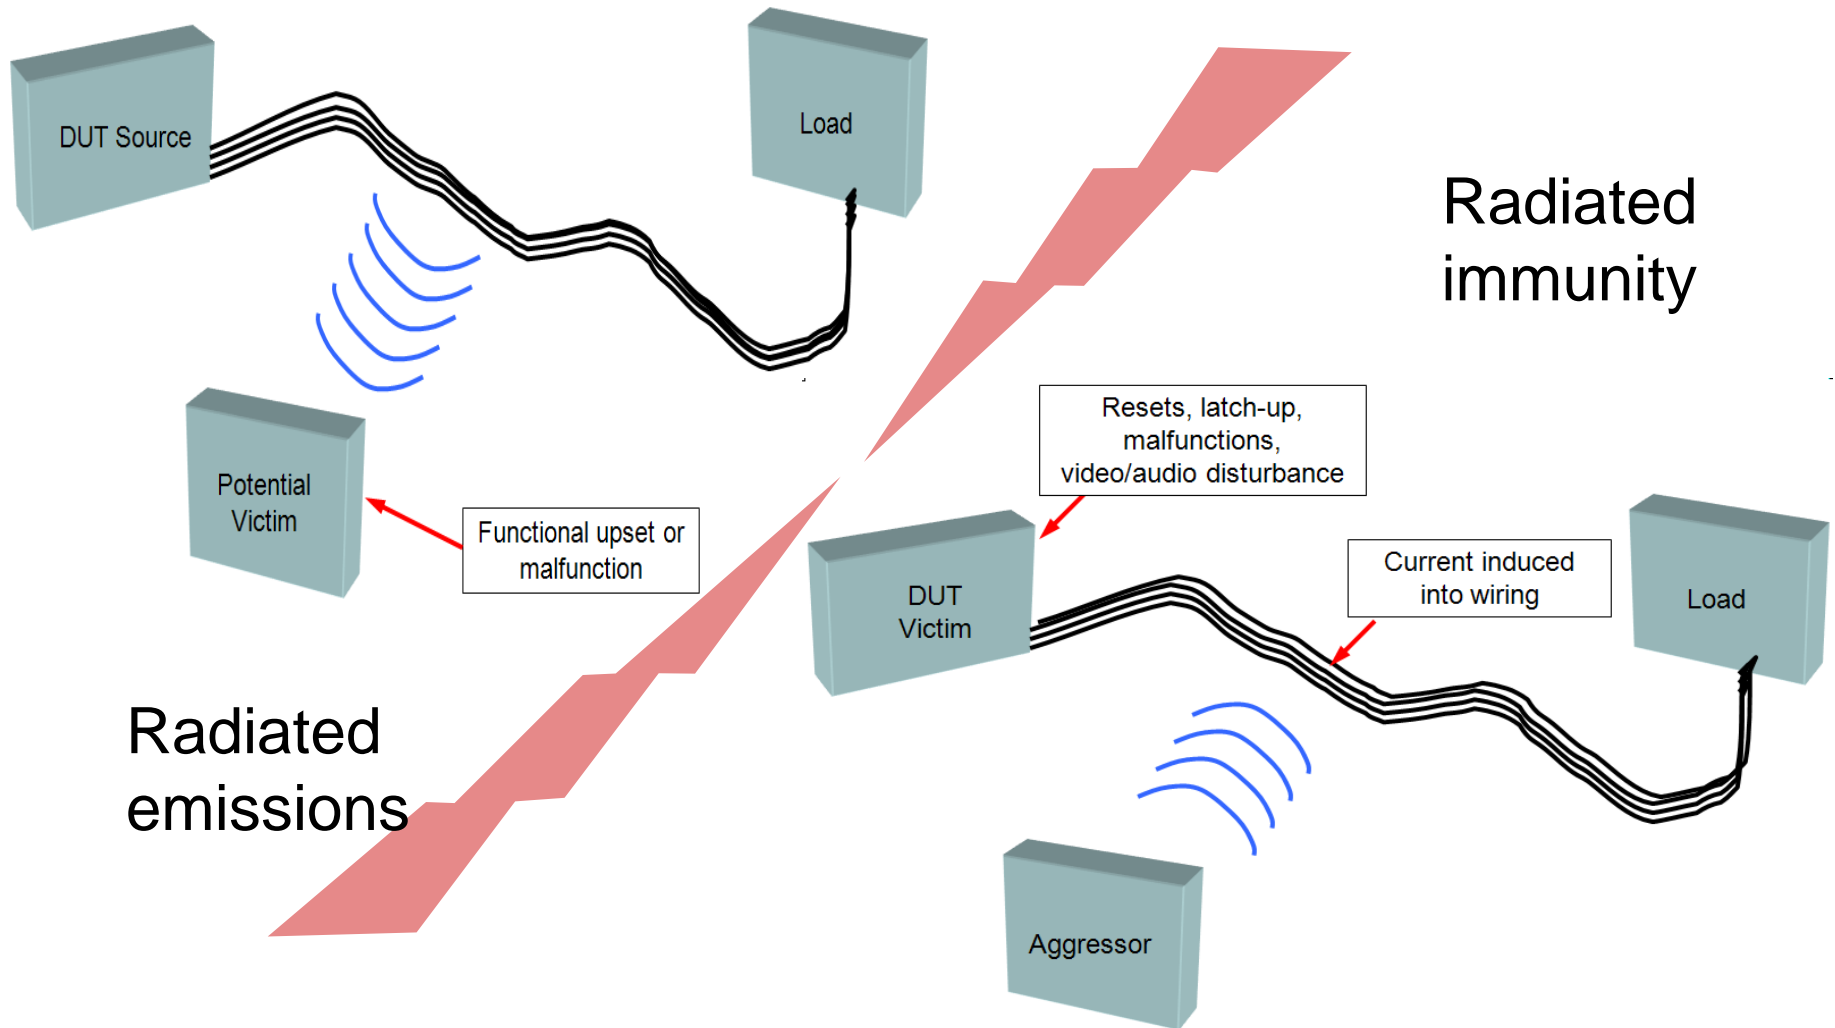 DUT Source
Load
Radiated
immunity
Potential
Victim
Functional upset or
malfunction
Radiated
emissions
Resets, latch-up,
malfunctions,
video/audio disturbance
DUT
Victim
Current induced
into wiring
Load
Aggressor